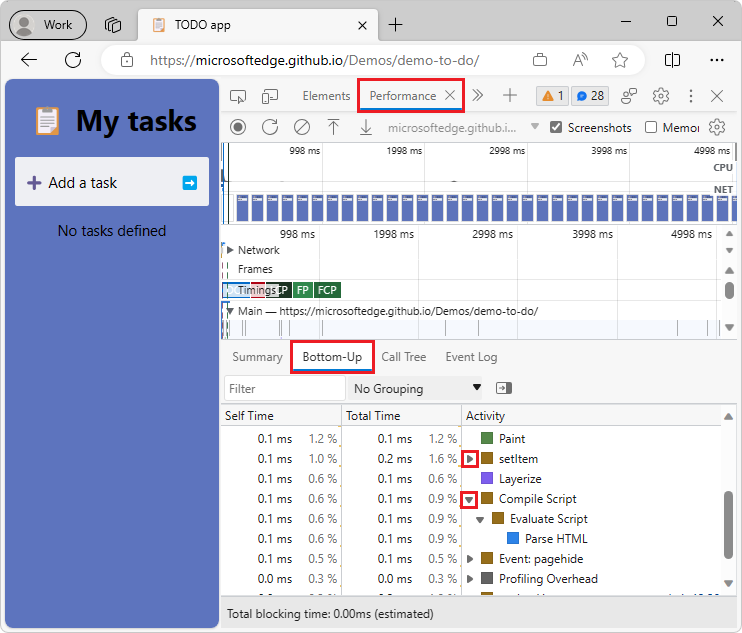 Work
TODO app
https://microsoftedge.github.io/Demos/demo-to-do/
My tasks
Add a task
No tasks defined
Elements
Performance
1
28
microsoftedge.github.i...
Screenshots
Memor
998 ms 1998 ms 2998 ms 3998 ms 4998 ms
CPU
NET
998 ms 1998 ms 2998 ms 3998 ms 4998 ms
Network
Frames
Timings FP FCP
Main — https://microsoftedge.github.io/Demos/demo-to-do/
Summary Bottom-Up Call Tree Event Log
Filter No Grouping
Self Time Total Time Activity
0.1 ms 1.2 % 0.1 ms 1.2 % Paint
0.1 ms 1.0 % 0.2 ms 1.6 % setItem
0.1 ms 0.6 % 0.1 ms 0.6 % Layerize
0.1 ms 0.6 % 0.1 ms 0.9 % Compile Script
0.1 ms 0.6 % 0.1 ms 0.9 % Evaluate Script
0.1 ms 0.6 % 0.1 ms 0.9 % Parse HTML
0.1 ms 0.5 % 0.1 ms 0.5 % Event: pagehide
0.0 ms 0.3 % 0.0 ms 0.3 % Profiling Overhead
Total blocking time: 0.00ms (estimated)